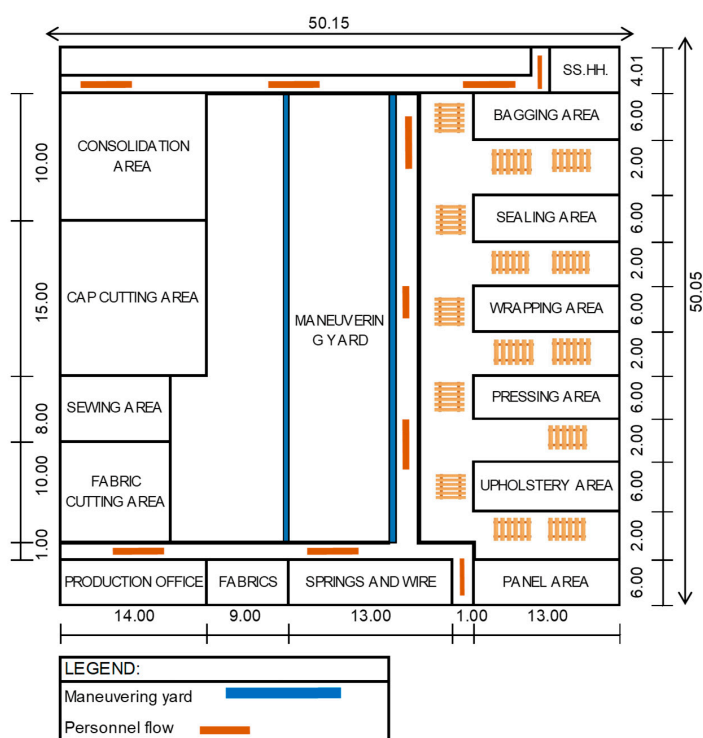 50.15
SS.HH.
4.01
CONSOLIDATION
AREA
10.00
BAGGING AREA
6.00
2.00
CAP CUTTING AREA
15.00
SEALING AREA
6.00
2.00
MANEUVERIN
G YARD
WRAPPING AREA
6.00
2.00
50.05
SEWING AREA
8.00
PRESSING AREA
6.00
2.00
FABRIC
CUTTING AREA
10.00
UPHOLSTERY AREA
6.00
2.00
1.00
PRODUCTION OFFICE
FABRICS
SPRINGS AND WIRE
PANEL AREA
6.00
14.00
9.00
13.00
1.00
13.00
LEGEND:
Maneuvering yard
Personnel flow